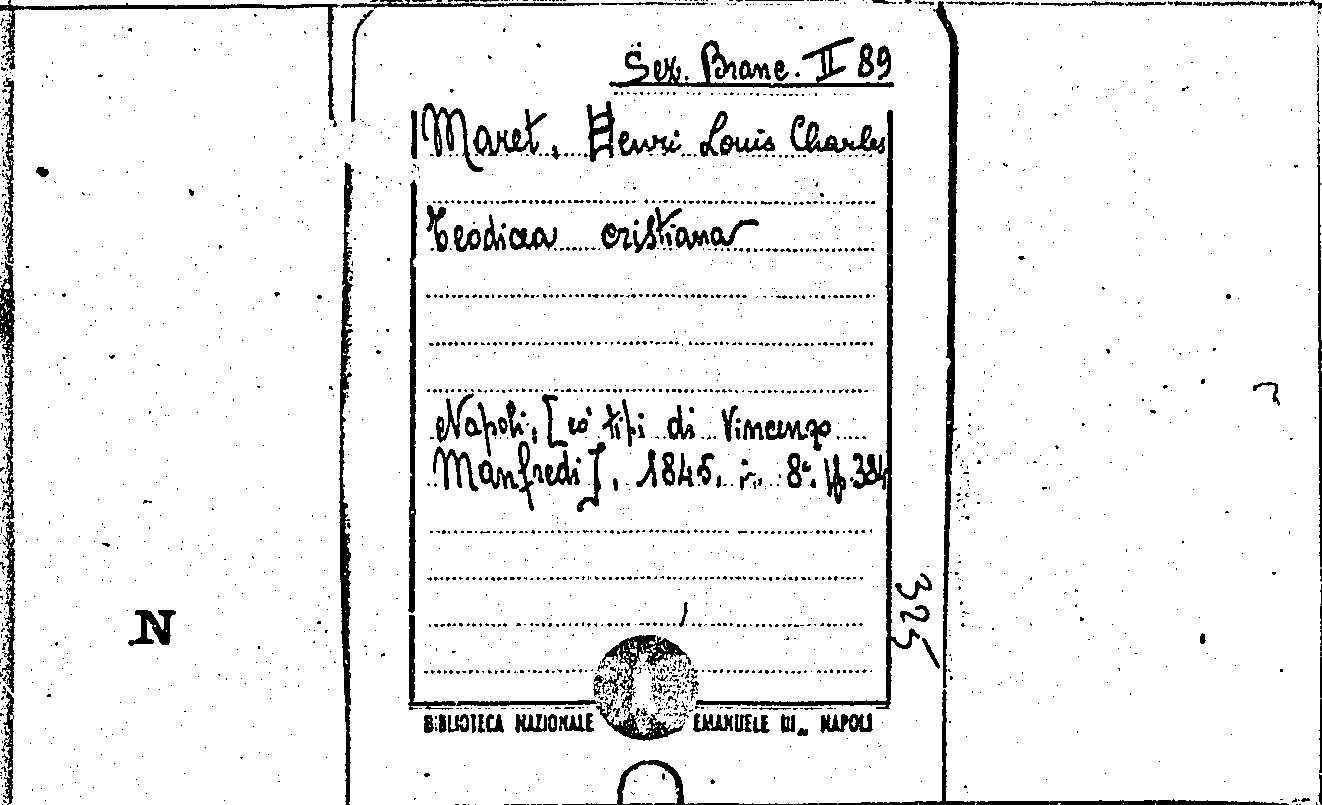 Sez. Branc. II 89
Maret, Henri Louis Charles
Teodicea cristiana
Napoli, [co' tipi di Vincenzo
Manfredi], 1845. in 8°. pp. 384
325
N
BIBLIOTECA NAZIONALE EMANUELE III„ NAPOLI